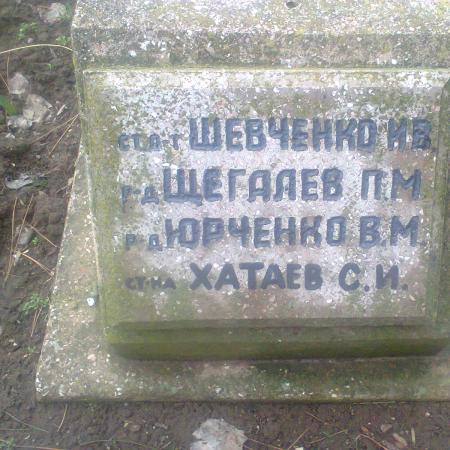 СТ.Л-Т ШЕВЧЕНКО И.В.
Р-Д ЩЕГАЛЕВ П.М
Р-Д ЮРЧЕНКО В.М.
СТ-НА ХАТАЕВ С.И.